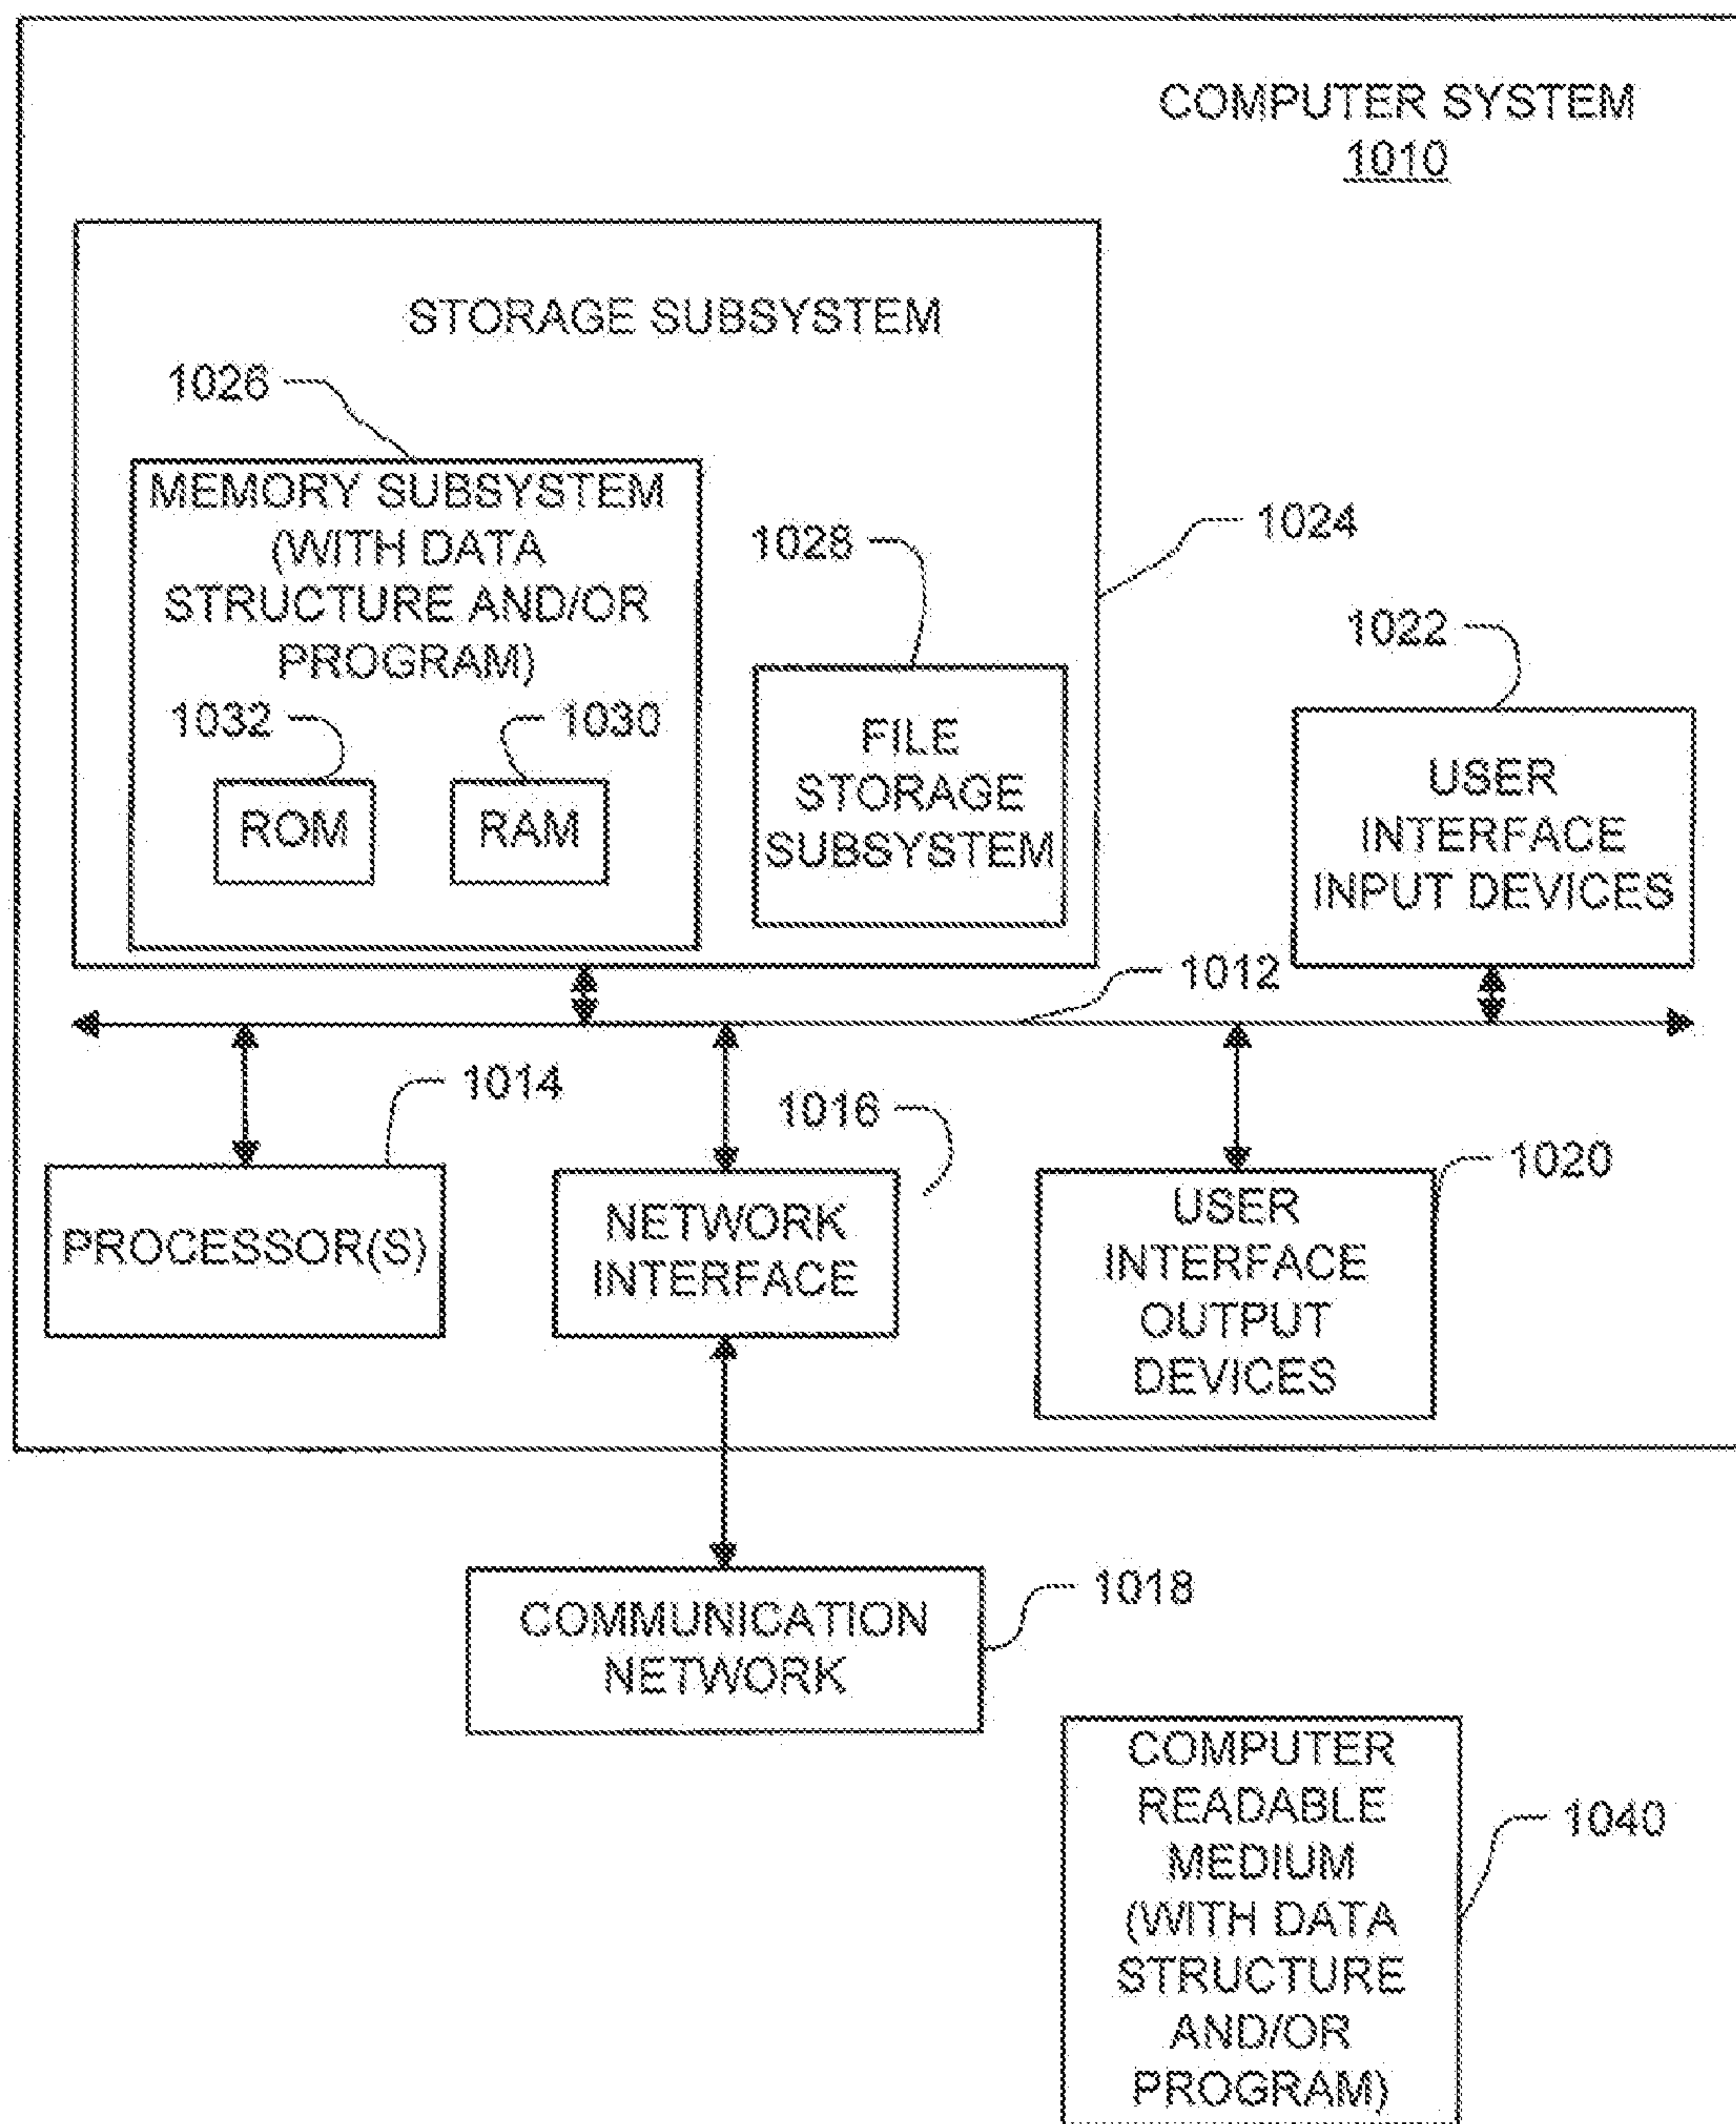 COMPUTER SYSTEM
1010
STORAGE SUBSYSTEM
1026
MEMORY SUBSYSTEM
(WITH DATA
STRUCTURE AND/OR
PROGRAM)
1032
1030
ROM
RAM
1028
FILE
STORAGE
SUBSYSTEM
1024
1022
USER
INTERFACE
INPUT DEVICES
1012
1014
PROCESSOR(S)
1016
NETWORK
INTERFACE
1020
USER
INTERFACE
OUTPUT
DEVICES
COMMUNICATION
NETWORK
1018
COMPUTER
READABLE
MEDIUM
(WITH DATA
STRUCTURE
AND/OR
PROGRAM)
1040